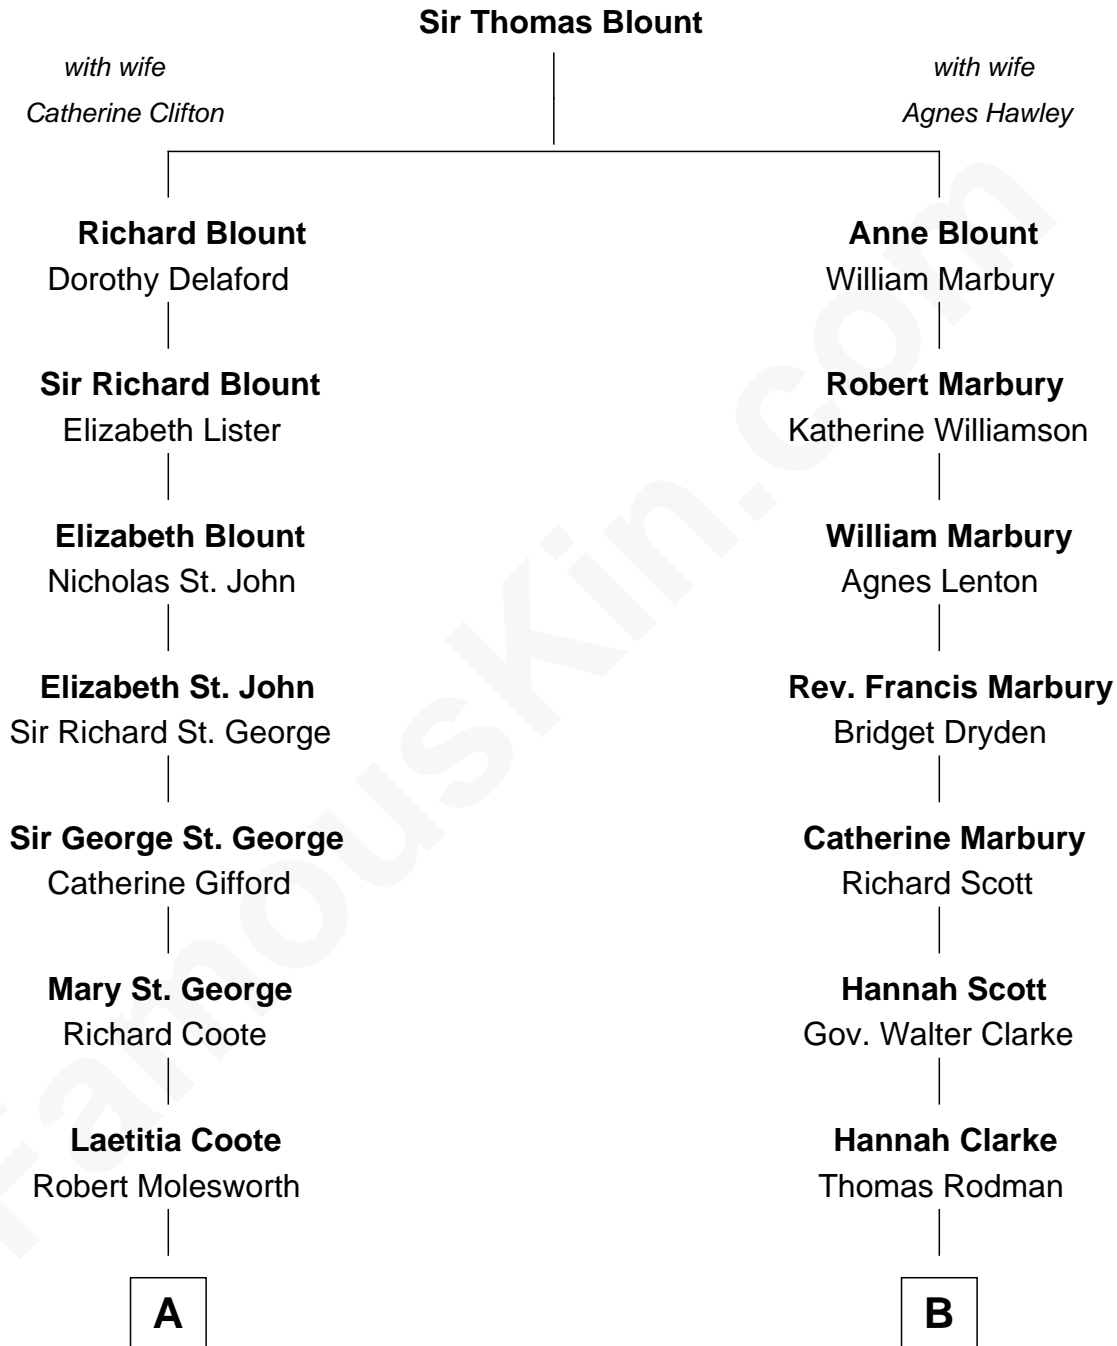 Sir Thomas Blount
with wife
Catherine Clifton
with wife
Agnes Hawley
Richard Blount
Dorothy Delaford
Anne Blount
William Marbury
Sir Richard Blount
Elizabeth Lister
Robert Marbury
Katherine Williamson
Elizabeth Blount
Nicholas St. John
William Marbury
Agnes Lenton
Elizabeth St. John
Sir Richard St. George
Rev. Francis Marbury
Bridget Dryden
Sir George St. George
Catherine Gifford
Catherine Marbury
Richard Scott
Mary St. George
Richard Coote
Hannah Scott
Gov. Walter Clarke
Laetitia Coote
Robert Molesworth
Hannah Clarke
Thomas Rodman
A
B
FamousKin.com